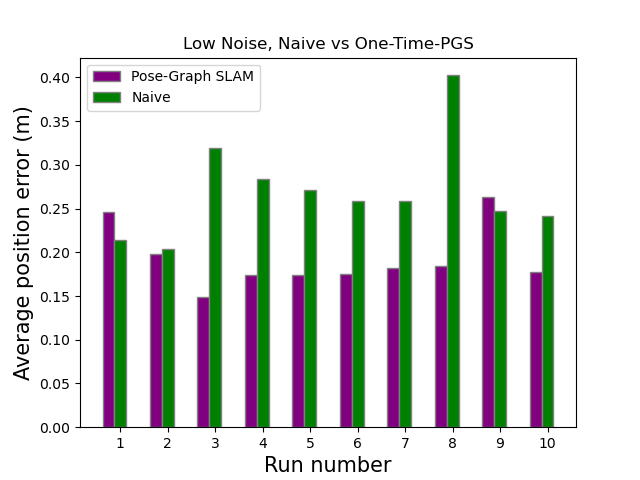 Low Noise, Naive vs One-Time-PGS
Pose-Graph SLAM
Naive
Average position error (m)
0.40
0.35
0.30
0.25
0.20
0.15
0.10
0.05
0.00
1 2 3 4 5 6 7 8 9 10
Run number